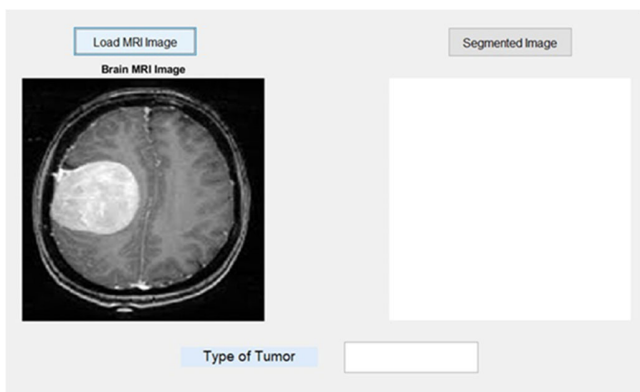 Load MRI Image
Segmented Image
Brain MRI Image
Type of Tumor